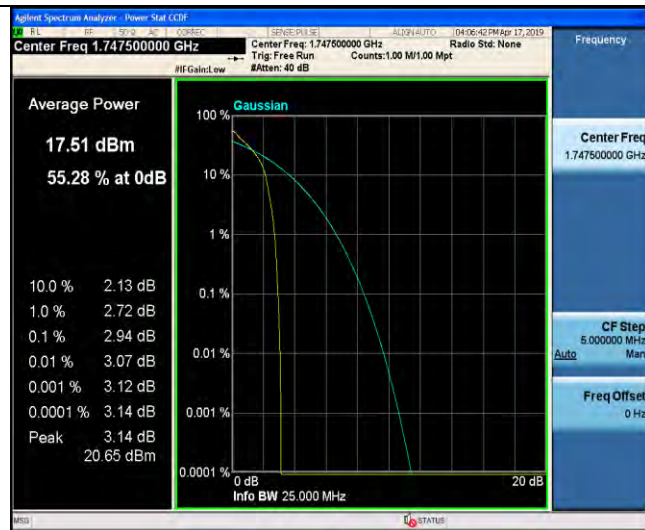 Agilent Spectrum Analyzer - Power Stat CCDF
RL RF 50 Ω AC CORREC SENSE:PULSE ALIGN AUTO 04:06:42 PM Apr 17, 2019
Center Freq 1.747500000 GHz
Center Freq: 1.747500000 GHz Radio Std: None
Trig: Free Run Counts:1.00 M/1.00 Mpt
#IFGain:Low #Atten: 40 dB
Frequency
Average Power
17.51 dBm
55.28 % at 0dB
10.0 % 2.13 dB
1.0 % 2.72 dB
0.1 % 2.94 dB
0.01 % 3.07 dB
0.001 % 3.12 dB
0.0001 % 3.14 dB
Peak 3.14 dB
20.65 dBm
Gaussian
100 %
10 %
1 %
0.1 %
0.01 %
0.001 %
0.0001 %
0 dB 20 dB
Info BW 25.000 MHz
Center Freq
1.747500000 GHz
CF Step
5.000000 MHz
Auto Man
Freq Offset
0 Hz
MSG STATUS